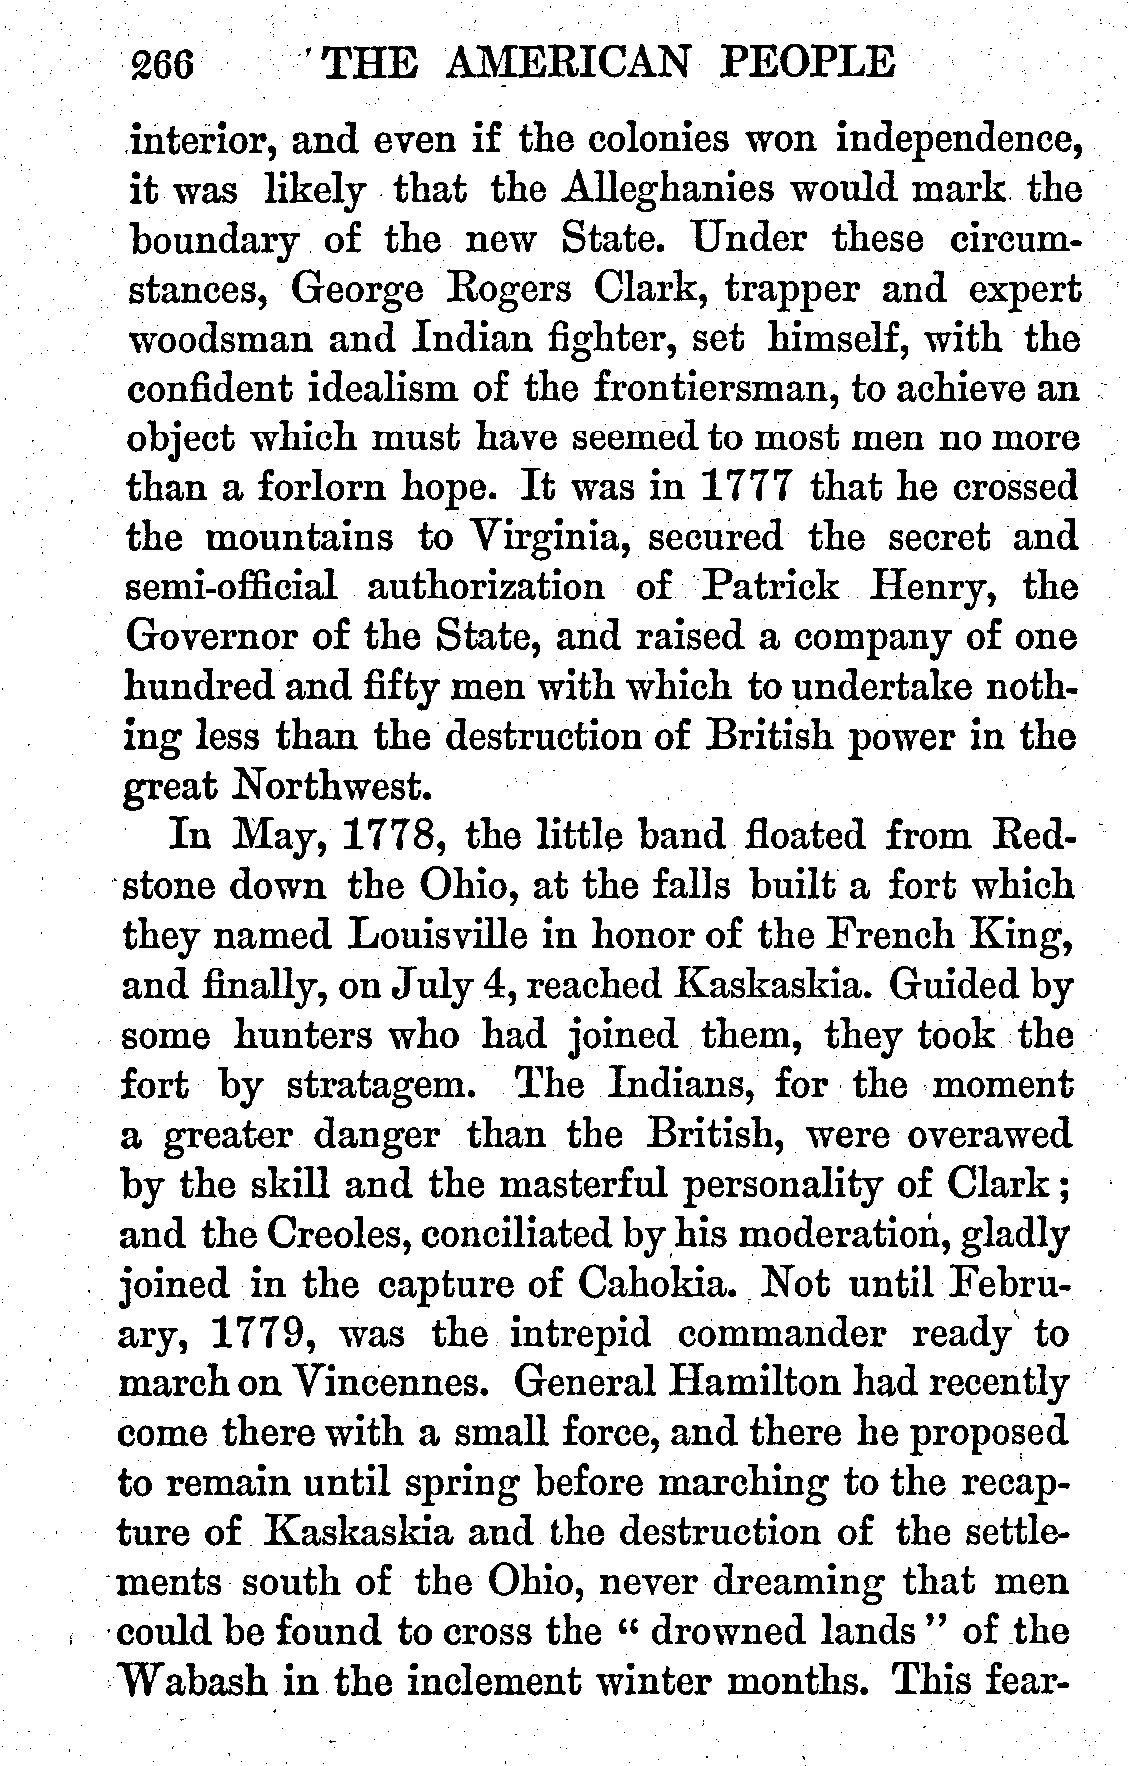 266 THE AMERICAN PEOPLE
interior, and even if the colonies won independence,
it was likely that the Alleghanies would mark the
boundary of the new State. Under these circum-
stances, George Rogers Clark, trapper and expert
woodsman and Indian fighter, set himself, with the
confident idealism of the frontiersman, to achieve an
object which must have seemed to most men no more
than a forlorn hope. It was in 1777 that he crossed
the mountains to Virginia, secured the secret and
semi-official authorization of Patrick Henry, the
Governor of the State, and raised a company of one
hundred and fifty men with which to undertake noth-
ing less than the destruction of British power in the
great Northwest.
In May, 1778, the little band floated from Red-
stone down the Ohio, at the falls built a fort which
they named Louisville in honor of the French King,
and finally, on July 4, reached Kaskaskia. Guided by
some hunters who had joined them, they took the
fort by stratagem. The Indians, for the moment
a greater danger than the British, were overawed
by the skill and the masterful personality of Clark;
and the Creoles, conciliated by his moderation, gladly
joined in the capture of Cahokia. Not until Febru-
ary, 1779, was the intrepid commander ready to
march on Vincennes. General Hamilton had recently
come there with a small force, and there he proposed
to remain until spring before marching to the recap-
ture of Kaskaskia and the destruction of the settle-
ments south of the Ohio, never dreaming that men
could be found to cross the “drowned lands” of the
Wabash in the inclement winter months. This fear-